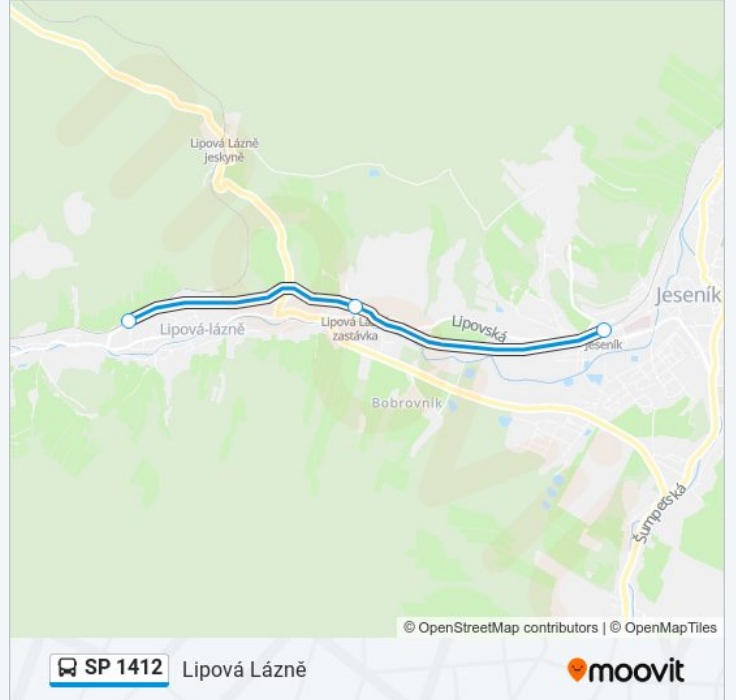 Lipová Lázně
jeskyně
Jeseník
Lipovská
Lipová Lá
zastávka
Lipová-lázně
Jeseník
Bobrovník
Šumperská
© OpenStreetMap contributors | © OpenMapTiles
SP 1412
Lipová Lázně
moovit